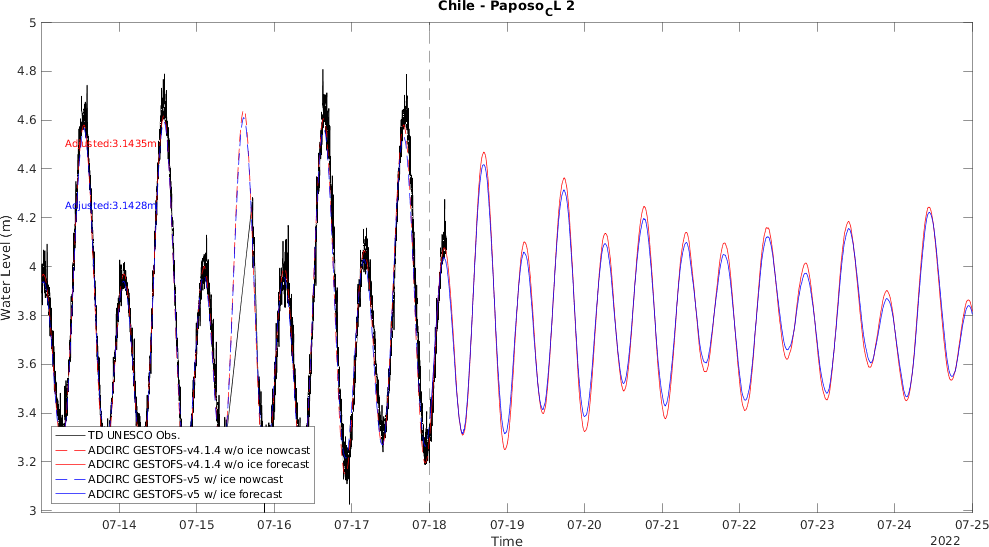 Chile - Paposo_CL 2
5
4.8
4.6
4.4
4.2
4
3.8
3.6
3.4
3.2
3
Water Level (m)
Adjusted:3.1435m
Adjusted:3.1428m
TD UNESCO Obs.
ADCIRC GESTOFS-v4.1.4 w/o ice nowcast
ADCIRC GESTOFS-v4.1.4 w/o ice forecast
ADCIRC GESTOFS-v5 w/ ice nowcast
ADCIRC GESTOFS-v5 w/ ice forecast
07-14 07-15 07-16 07-17 07-18 07-19 07-20 07-21 07-22 07-23 07-24 07-25
Time
2022